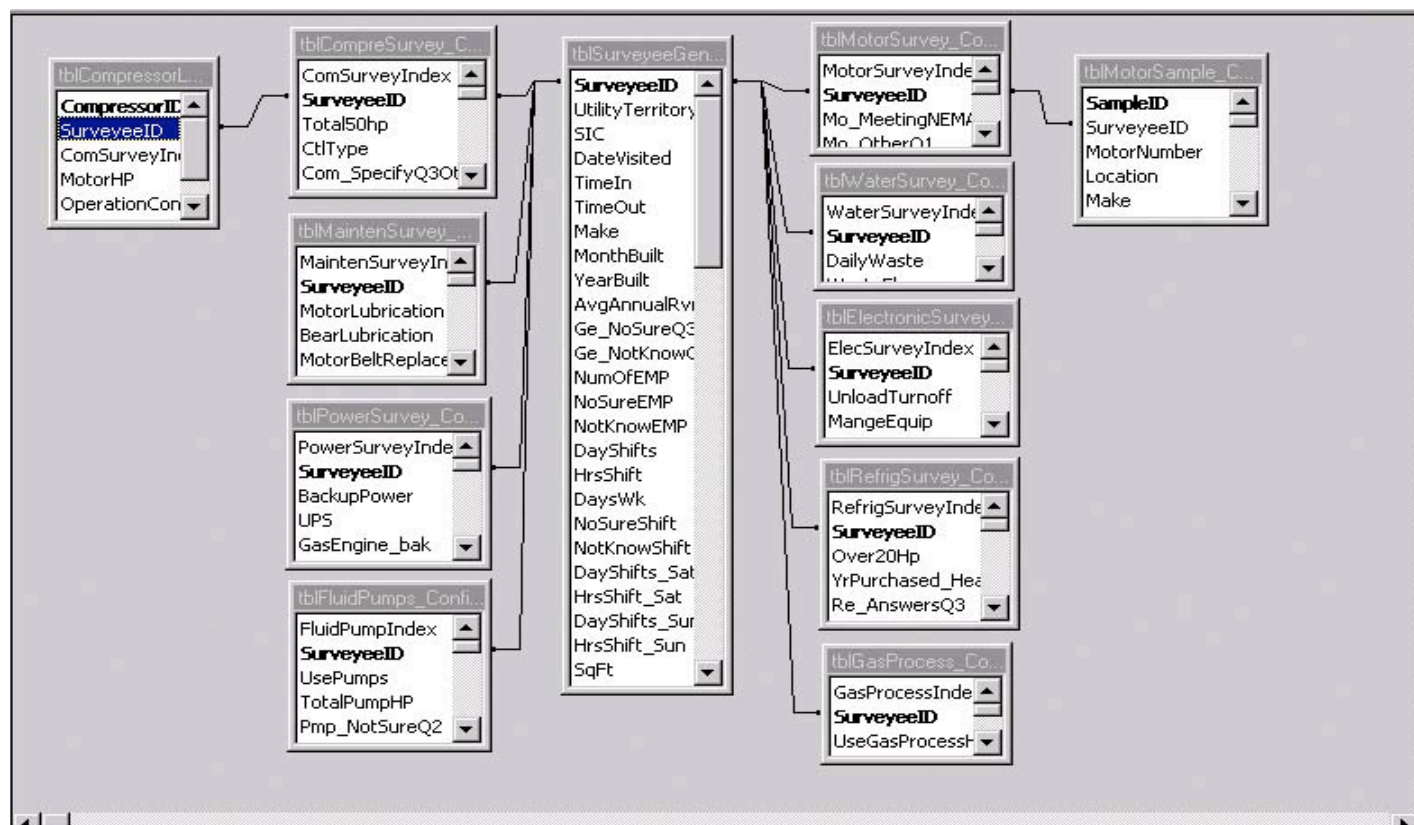 tblCompressorL...
CompressorID
SurveyeeID
ComSurveyIn
MotorHP
OperationCon
tblCompreSurvey_C...
ComSurveyIndex
SurveyeeID
Total50hp
CtlType
Com_SpecifyQ3Ot
tblMaintenSurvey_...
MaintenSurveyIn
SurveyeeID
MotorLubrication
BearLubrication
MotorBeltReplace
tblPowerSurvey_Co...
PowerSurveyInde
SurveyeeID
BackupPower
UPS
GasEngine_bak
tblFluidPumps_Confi...
FluidPumpIndex
SurveyeeID
UsePumps
TotalPumpHP
Pmp_NotSureQ2
tblSurveyeeGen...
SurveyeeID
UtilityTerritory
SIC
DateVisited
TimeIn
TimeOut
Make
MonthBuilt
YearBuilt
AvgAnnualRvn
Ge_NoSureQ3
Ge_NotKnowQ
NumOfEMP
NoSureEMP
NotKnowEMP
DayShifts
HrsShift
DaysWk
NoSureShift
NotKnowShift
DayShifts_Sat
HrsShift_Sat
DayShifts_Sun
HrsShift_Sun
SqFt
tblMotorSurvey_Co...
MotorSurveyInde
SurveyeeID
Mo_MeetingNEMA
Mo_OtherQ1
tblWaterSurvey_Co...
WaterSurveyInde
SurveyeeID
DailyWaste
tblElectronicSurvey...
ElecSurveyIndex
SurveyeeID
UnloadTurnoff
MangeEquip
tblRefrigSurvey_Co...
RefrigSurveyInde
SurveyeeID
Over20Hp
YrPurchased_Hea
Re_AnswersQ3
tblGasProcess_Co...
GasProcessInde
SurveyeeID
UseGasProcessH
tblMotorSample_C...
SampleID
SurveyeeID
MotorNumber
Location
Make